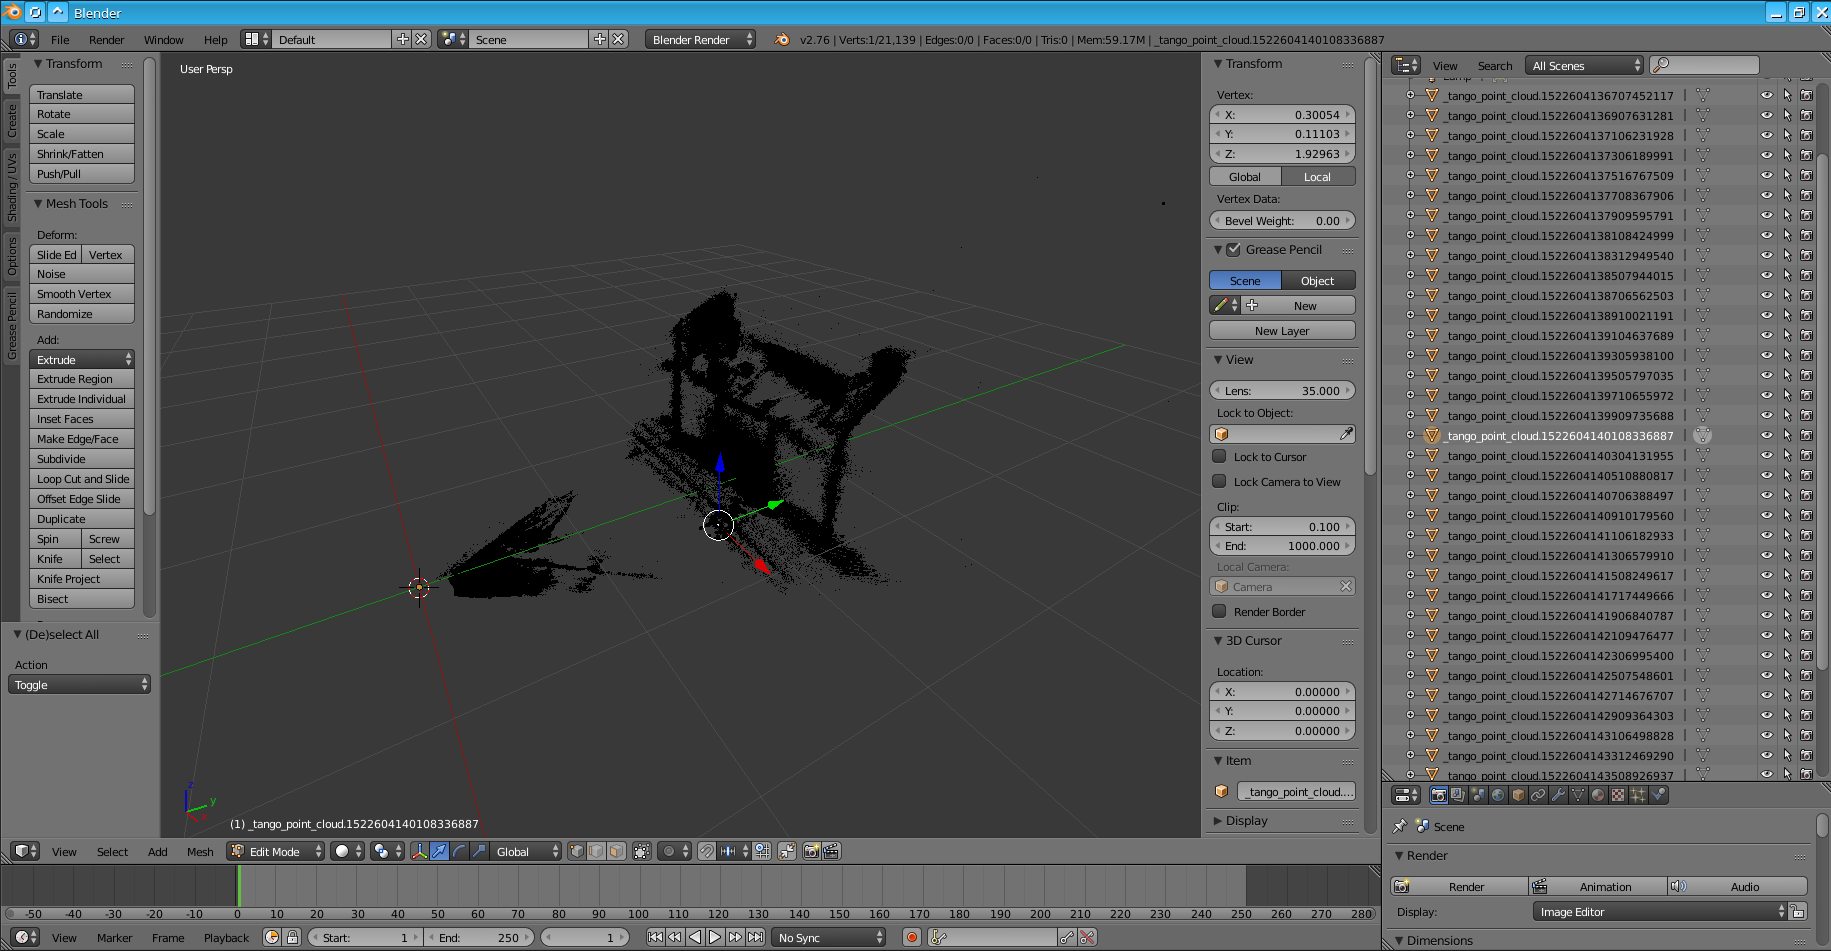 Blender
File Render Window Help Default Scene Blender Render v2.76 | Verts:1/21,139 | Edges:0/0 | Faces:0/0 | Tris:0 | Mem:59.17M | _tango_point_cloud.1522604140108336887
Tools
Create
Shading / UVs
Options
Grease Pencil
Transform
Translate
Rotate
Scale
Shrink/Fatten
Push/Pull
Mesh Tools
Deform:
Slide Ed Vertex
Noise
Smooth Vertex
Randomize
Add:
Extrude
Extrude Region
Extrude Individual
Inset Faces
Make Edge/Face
Subdivide
Loop Cut and Slide
Offset Edge Slide
Duplicate
Spin Screw
Knife Select
Knife Project
Bisect
(De)select All
Action
Toggle
User Persp
z
y
(1) _tango_point_cloud.1522604140108336887
Transform
Vertex:
X: 0.30054
Y: 0.11103
Z: 1.92963
Global Local
Vertex Data:
Bevel Weight: 0.00
Grease Pencil
Scene Object
New
New Layer
View
Lens: 35.000
Lock to Object:
Lock to Cursor
Lock Camera to View
Clip:
Start: 0.100
End: 1000.000
Local Camera:
Camera
Render Border
3D Cursor
Location:
X: 0.00000
Y: 0.00000
Z: 0.00000
Item
_tango_point_cloud....
Display
View Search All Scenes
_tango_point_cloud.1522604136707452117
_tango_point_cloud.1522604136907631281
_tango_point_cloud.1522604137106231928
_tango_point_cloud.1522604137306189991
_tango_point_cloud.1522604137516767509
_tango_point_cloud.1522604137708367906
_tango_point_cloud.1522604137909595791
_tango_point_cloud.1522604138108424999
_tango_point_cloud.1522604138312949540
_tango_point_cloud.1522604138507944015
_tango_point_cloud.1522604138706562503
_tango_point_cloud.1522604138910021191
_tango_point_cloud.1522604139104637689
_tango_point_cloud.1522604139305938100
_tango_point_cloud.1522604139505797035
_tango_point_cloud.1522604139710655972
_tango_point_cloud.1522604139909735688
_tango_point_cloud.1522604140108336887
_tango_point_cloud.1522604140304131955
_tango_point_cloud.1522604140510880817
_tango_point_cloud.1522604140706388497
_tango_point_cloud.1522604140910179560
_tango_point_cloud.1522604141106182933
_tango_point_cloud.1522604141306579910
_tango_point_cloud.1522604141508249617
_tango_point_cloud.1522604141717449666
_tango_point_cloud.1522604141906840787
_tango_point_cloud.1522604142109476477
_tango_point_cloud.1522604142306995400
_tango_point_cloud.1522604142507548601
_tango_point_cloud.1522604142714676707
_tango_point_cloud.1522604142909364303
_tango_point_cloud.1522604143106498828
_tango_point_cloud.1522604143312469290
_tango_point_cloud.1522604143508926937
Scene
Render
Render Animation Audio
Display: Image Editor
Dimensions
View Select Add Mesh Edit Mode Global
-50 -40 -30 -20 -10 0 10 20 30 40 50 60 70 80 90 100 110 120 130 140 150 160 170 180 190 200 210 220 230 240 250 260 270 280
View Marker Frame Playback Start: 1 End: 250 1 No Sync